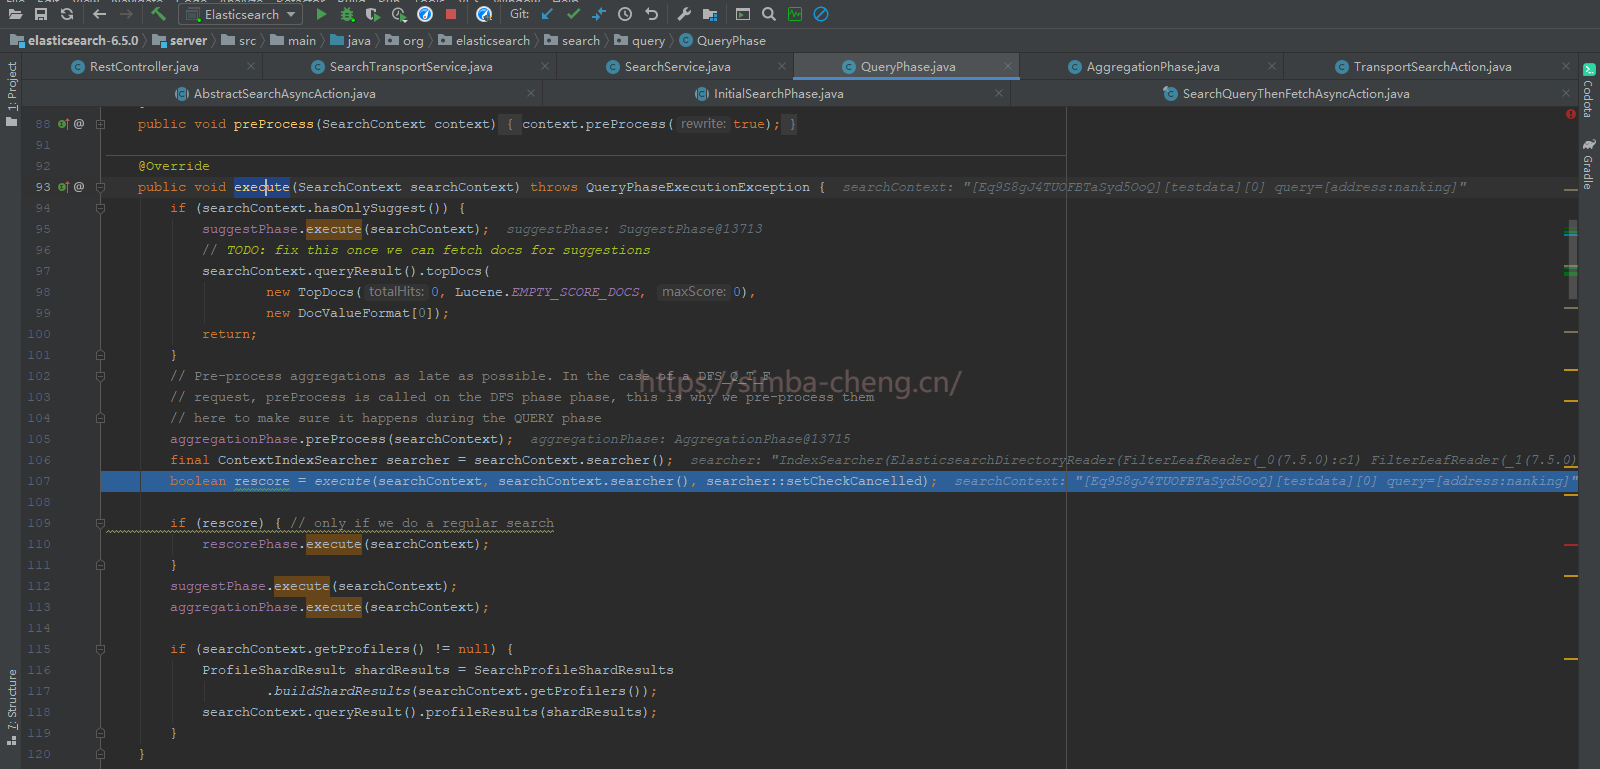 Elasticsearch
Git:
elasticsearch-6.5.0 server src main java org elasticsearch search query QueryPhase
RestController.java SearchTransportService.java SearchService.java QueryPhase.java AggregationPhase.java TransportSearchAction.java
AbstractSearchAsyncAction.java InitialSearchPhase.java SearchQueryThenFetchAsyncAction.java
1: Project
7: Structure
Codota
Gradle
88 public void preProcess(SearchContext context) { context.preProcess( rewrite: true); }
91
92 @Override
93 public void execute(SearchContext searchContext) throws QueryPhaseExecutionException { searchContext: "[Eq9S8gJ4TUOFBTaSyd5OoQ][testdata][0] query=[address:nanking]"
94 if (searchContext.hasOnlySuggest()) {
95 suggestPhase.execute(searchContext); suggestPhase: SuggestPhase@13713
96 // TODO: fix this once we can fetch docs for suggestions
97 searchContext.queryResult().topDocs(
98 new TopDocs( totalHits: 0, Lucene.EMPTY_SCORE_DOCS, maxScore: 0),
99 new DocValueFormat[0]);
100 return;
101 }
102 // Pre-process aggregations as late as possible. In the case of a DFS_Q_T_F
103 // request, preProcess is called on the DFS phase phase, this is why we pre-process them
104 // here to make sure it happens during the QUERY phase
105 aggregationPhase.preProcess(searchContext); aggregationPhase: AggregationPhase@13715
106 final ContextIndexSearcher searcher = searchContext.searcher(); searcher: "IndexSearcher(ElasticsearchDirectoryReader(FilterLeafReader(_0(7.5.0):c1) FilterLeafReader(_1(7.5.0)
107 boolean rescore = execute(searchContext, searchContext.searcher(), searcher::setCheckCancelled); searchContext: "[Eq9S8gJ4TUOFBTaSyd5OoQ][testdata][0] query=[address:nanking]"
108
109 if (rescore) { // only if we do a regular search
110 rescorePhase.execute(searchContext);
111 }
112 suggestPhase.execute(searchContext);
113 aggregationPhase.execute(searchContext);
114
115 if (searchContext.getProfilers() != null) {
116 ProfileShardResult shardResults = SearchProfileShardResults
117 .buildShardResults(searchContext.getProfilers());
118 searchContext.queryResult().profileResults(shardResults);
119 }
120 }
https://simba-cheng.cn/